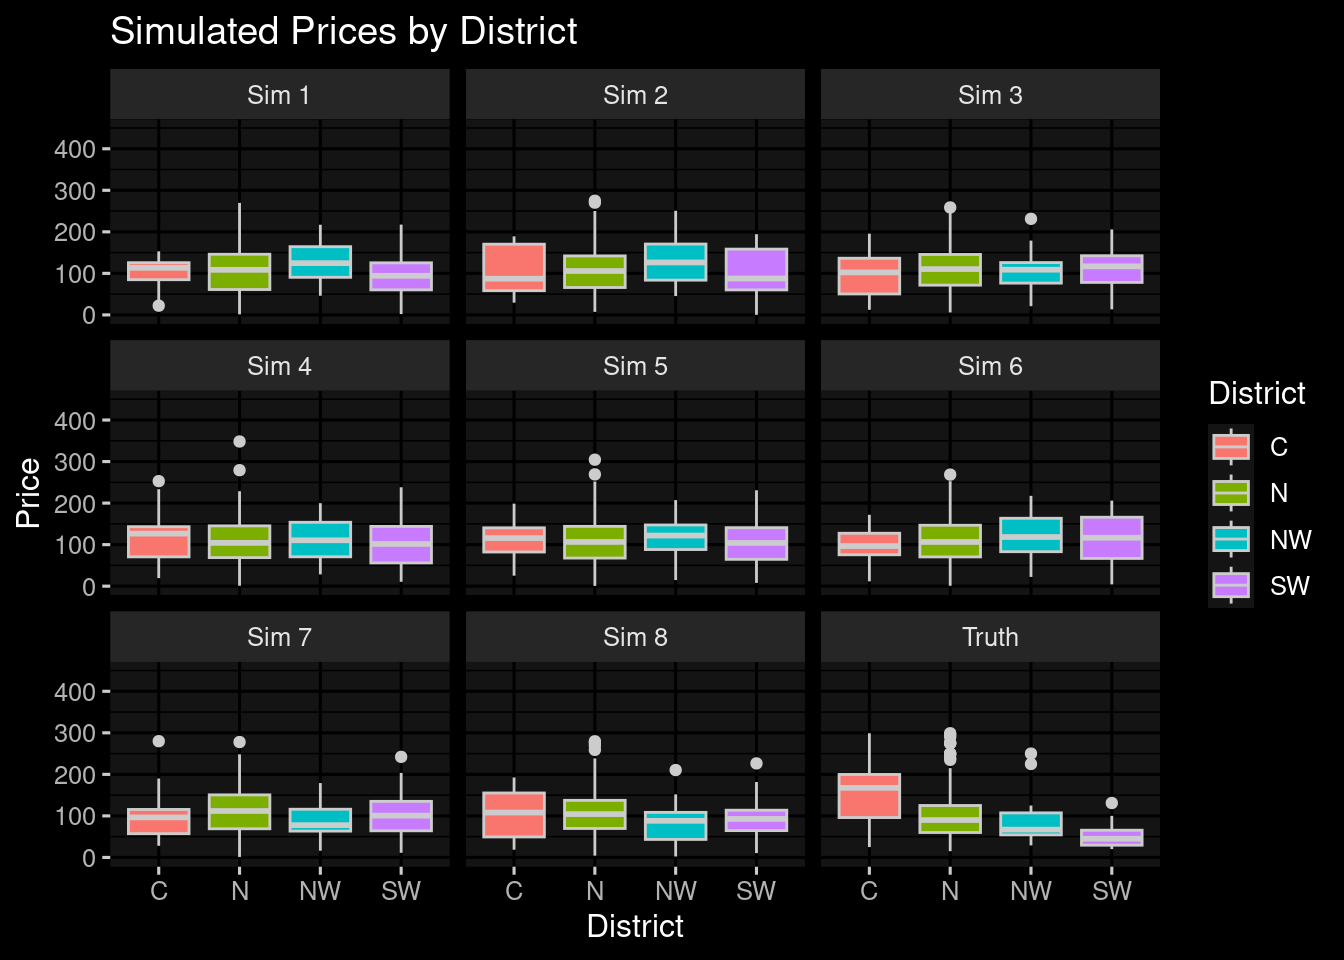 Simulated Prices by District
Sim 1 Sim 2 Sim 3
400
300
200
100
0
Sim 4 Sim 5 Sim 6
400
300
200
100
0
Sim 7 Sim 8 Truth
400
300
200
100
0
C N NW SW C N NW SW C N NW SW
District
Price
District
C
N
NW
SW